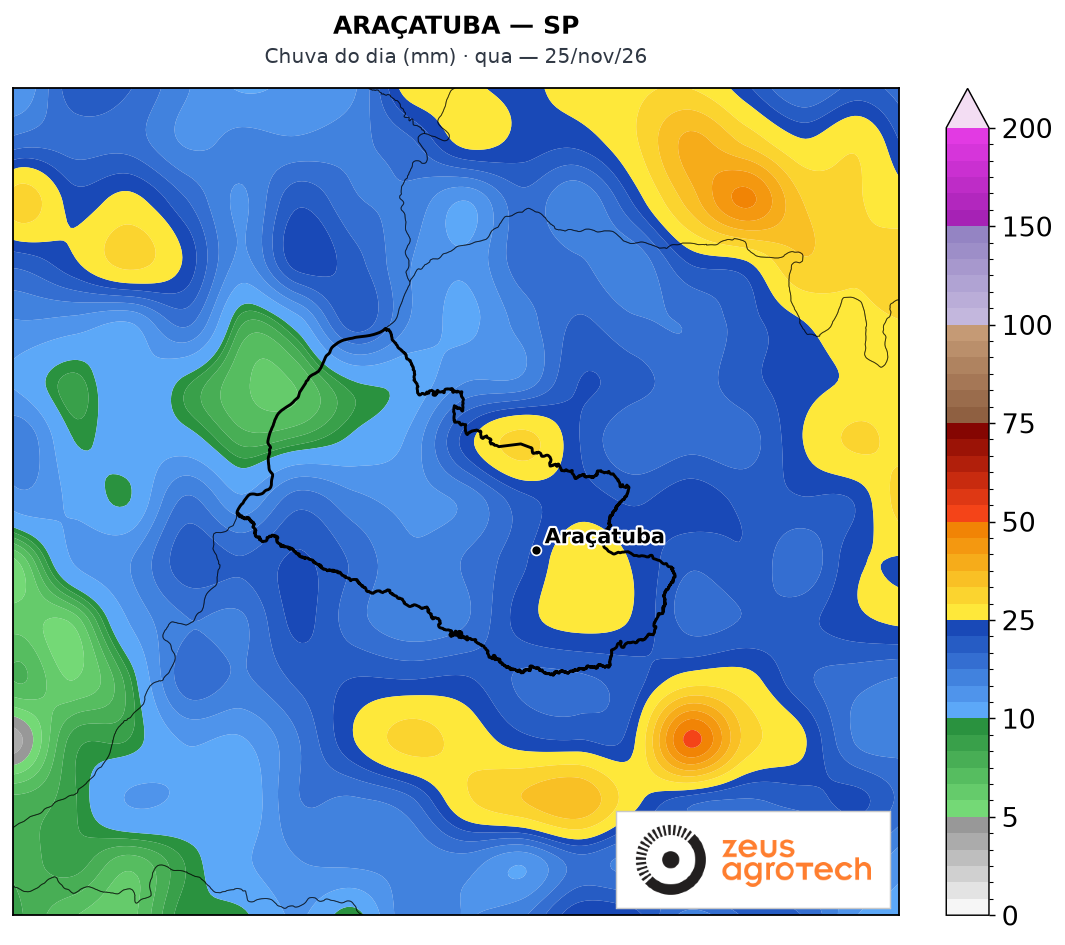 ARAÇATUBA — SP
Chuva do dia (mm) · qua — 25/nov/26
200
150
100
75
50
25
10
5
0
Araçatuba
zeus
agrotech